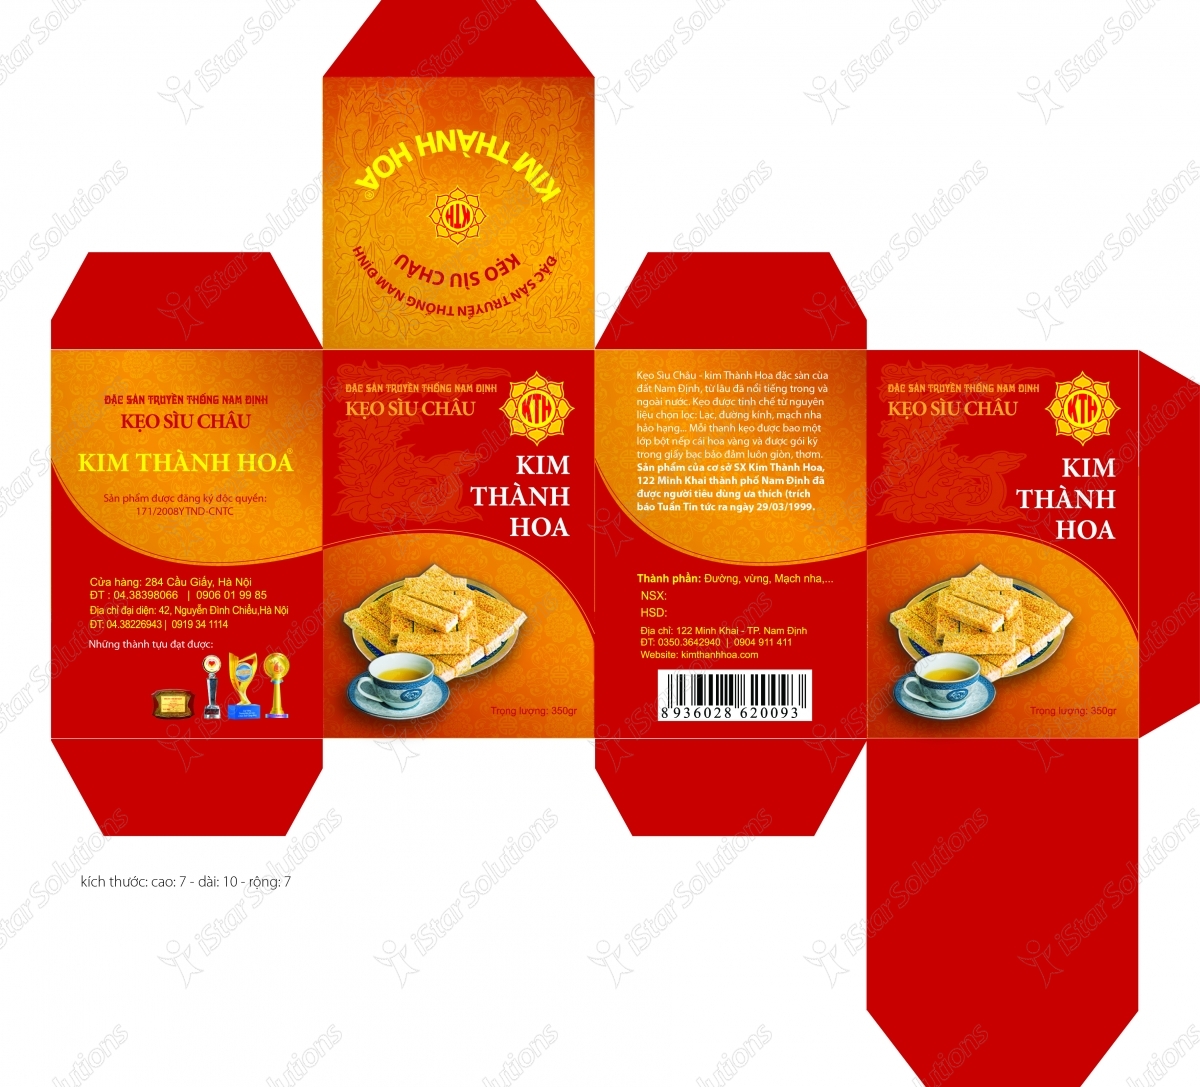 KIM THÀNH HOA®
KTH
KẸO SÌU CHÂU
ĐẶC SẢN TRUYỀN THỐNG NAM ĐỊNH
ĐẶC SẢN TRUYỀN THỐNG NAM ĐỊNH
KẸO SÌU CHÂU
KIM THÀNH HOA®
Sản phẩm được đăng ký độc quyền:
171/2008YTND-CNTC
Cửa hàng: 284 Cầu Giấy, Hà Nội
ĐT : 04.38398066 | 0906 01 99 85
Địa chỉ đại diện: 42, Nguyễn Đình Chiểu,Hà Nội
ĐT: 04.38226943 | 0919 34 1114
Những thành tựu đạt được:
ĐẶC SẢN TRUYỀN THỐNG NAM ĐỊNH
KẸO SÌU CHÂU
KTH
KIM
THÀNH
HOA
Trọng lượng: 350gr
Kẹo Sìu Châu - kim Thành Hoa đặc sản của
đất Nam Định, từ lâu đã nổi tiếng trong và
ngoài nước. Kẹo được tinh chế từ nguyên
liệu chọn lọc: Lạc, đường kính, mạch nha
hảo hạng... Mỗi thanh kẹo được bao một
lớp bột nếp cái hoa vàng và được gói kỹ
trong giấy bạc bảo đảm luôn giòn, thơm.
Sản phẩm của cơ sở SX Kim Thành Hoa,
122 Minh Khai thành phố Nam Định đã
được người tiêu dùng ưa thích (trích
báo Tuần Tin tức ra ngày 29/03/1999.
Thành phần: Đường, vừng, Mạch nha,...
NSX:
HSD:
Địa chỉ: 122 Minh Khai - TP. Nam Định
ĐT: 0350.3642940 | 0904 911 411
Website: kimthanhhoa.com
8 936028 620093
ĐẶC SẢN TRUYỀN THỐNG NAM ĐỊNH
KẸO SÌU CHÂU
KTH
KIM
THÀNH
HOA
Trọng lượng: 350gr
kích thước: cao: 7 - dài: 10 - rộng: 7
iStar Solutions